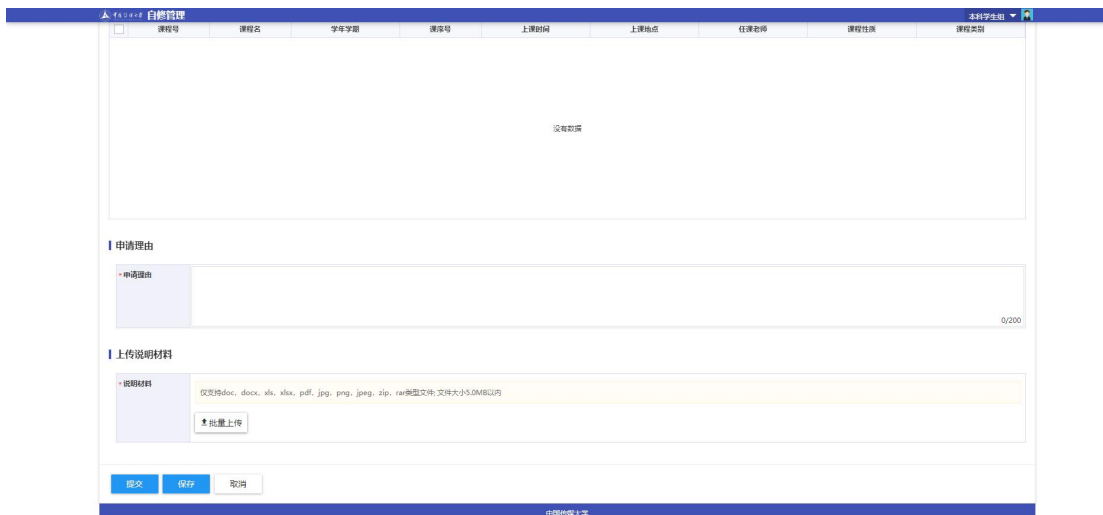 自修管理
本科学生组
课程号 课程名 学年学期 课序号 上课时间 上课地点 任课老师 课程性质 课程类别
没有数据
申请理由
*申请理由
0/200
上传说明材料
*说明材料
仅支持doc、docx、xls、xlsx、pdf、jpg、png、jpeg、zip、rar类型文件; 文件大小5.0MB以内
批量上传
提交 保存 取消
中国传媒大学